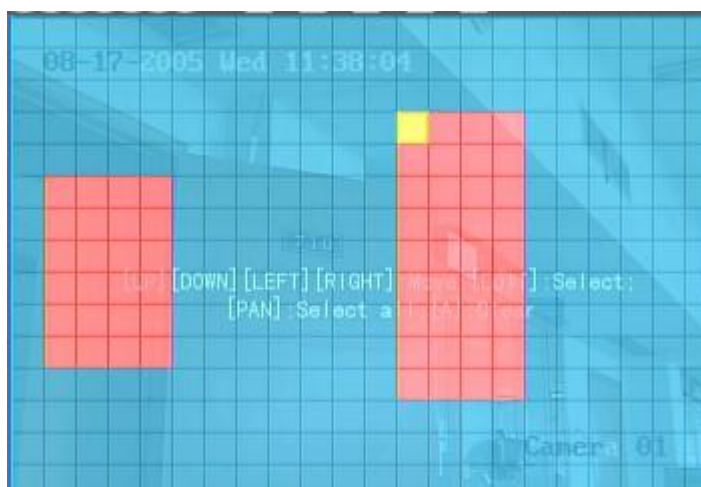 08-17-2005 Wed 11:38:04
[UP][DOWN][LEFT][RIGHT]:Move [EDIT]:Select;
[PAN]:Select all;[A]:Clear
Camera 01